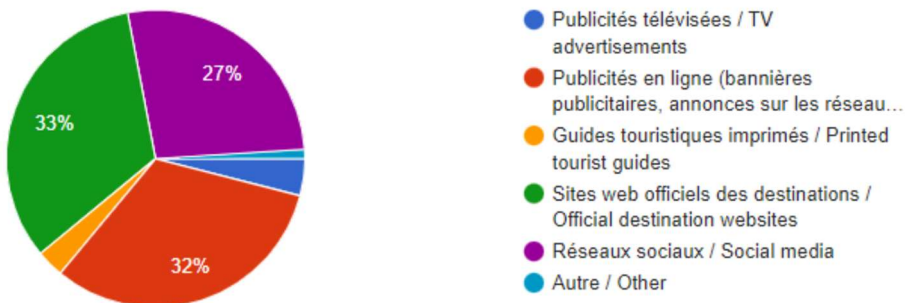 27%
33%
32%
Publicités télévisées / TV
advertisements
Publicités en ligne (bannières
publicitaires, annonces sur les réseau…
Guides touristiques imprimés / Printed
tourist guides
Sites web officiels des destinations /
Official destination websites
Réseaux sociaux / Social media
Autre / Other